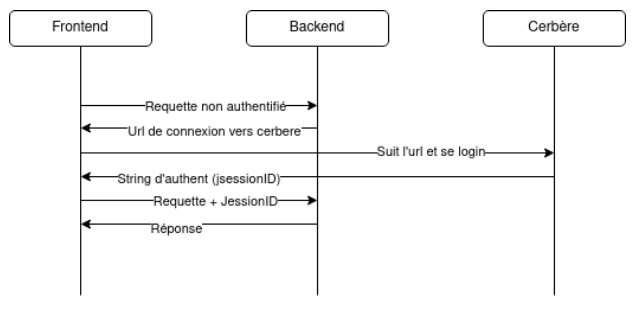 Frontend
Backend
Cerbère
Requette non authentifié
Url de connexion vers cerbere
Suit l'url et se login
String d'authent (jsessionID)
Requette + JessionID
Réponse